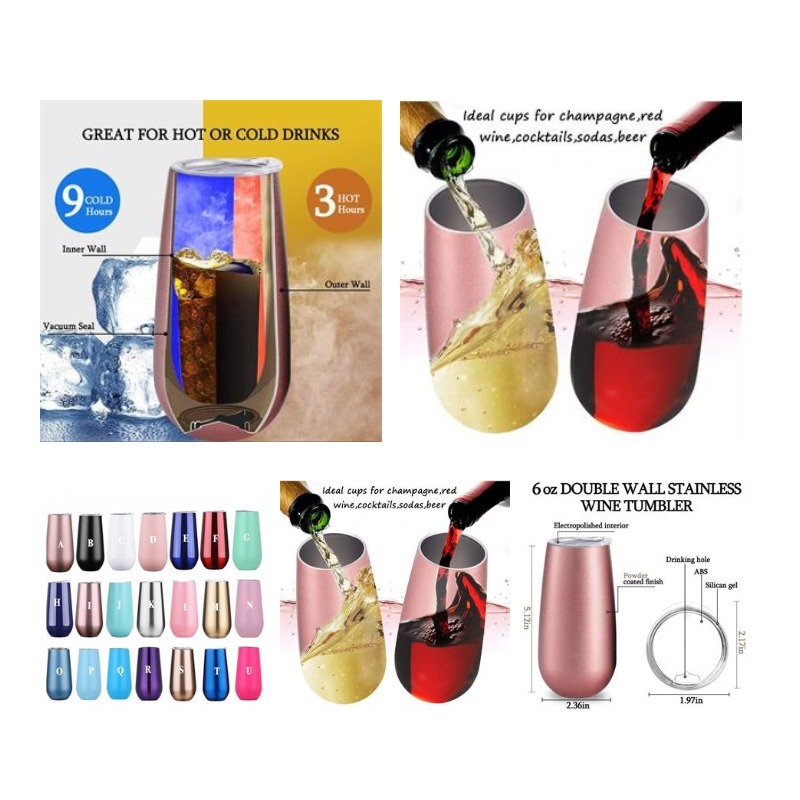 GREAT FOR HOT OR COLD DRINKS
9 COLD
Hours
3 HOT
Hours
Inner Wall
Outer Wall
Vacuum Seal
Ideal cups for champagne,red
wine,cocktails,sodas,beer
A B C D E F G
H I J K L M N
O P Q R S T U
Ideal cups for champagne,red
wine,cocktails,sodas,beer
6 oz DOUBLE WALL STAINLESS
WINE TUMBLER
Electropolished interior
Drinking hole
ABS
Silican gel
Powder
coated finish
5.12in
2.17in
2.36in
1.97in